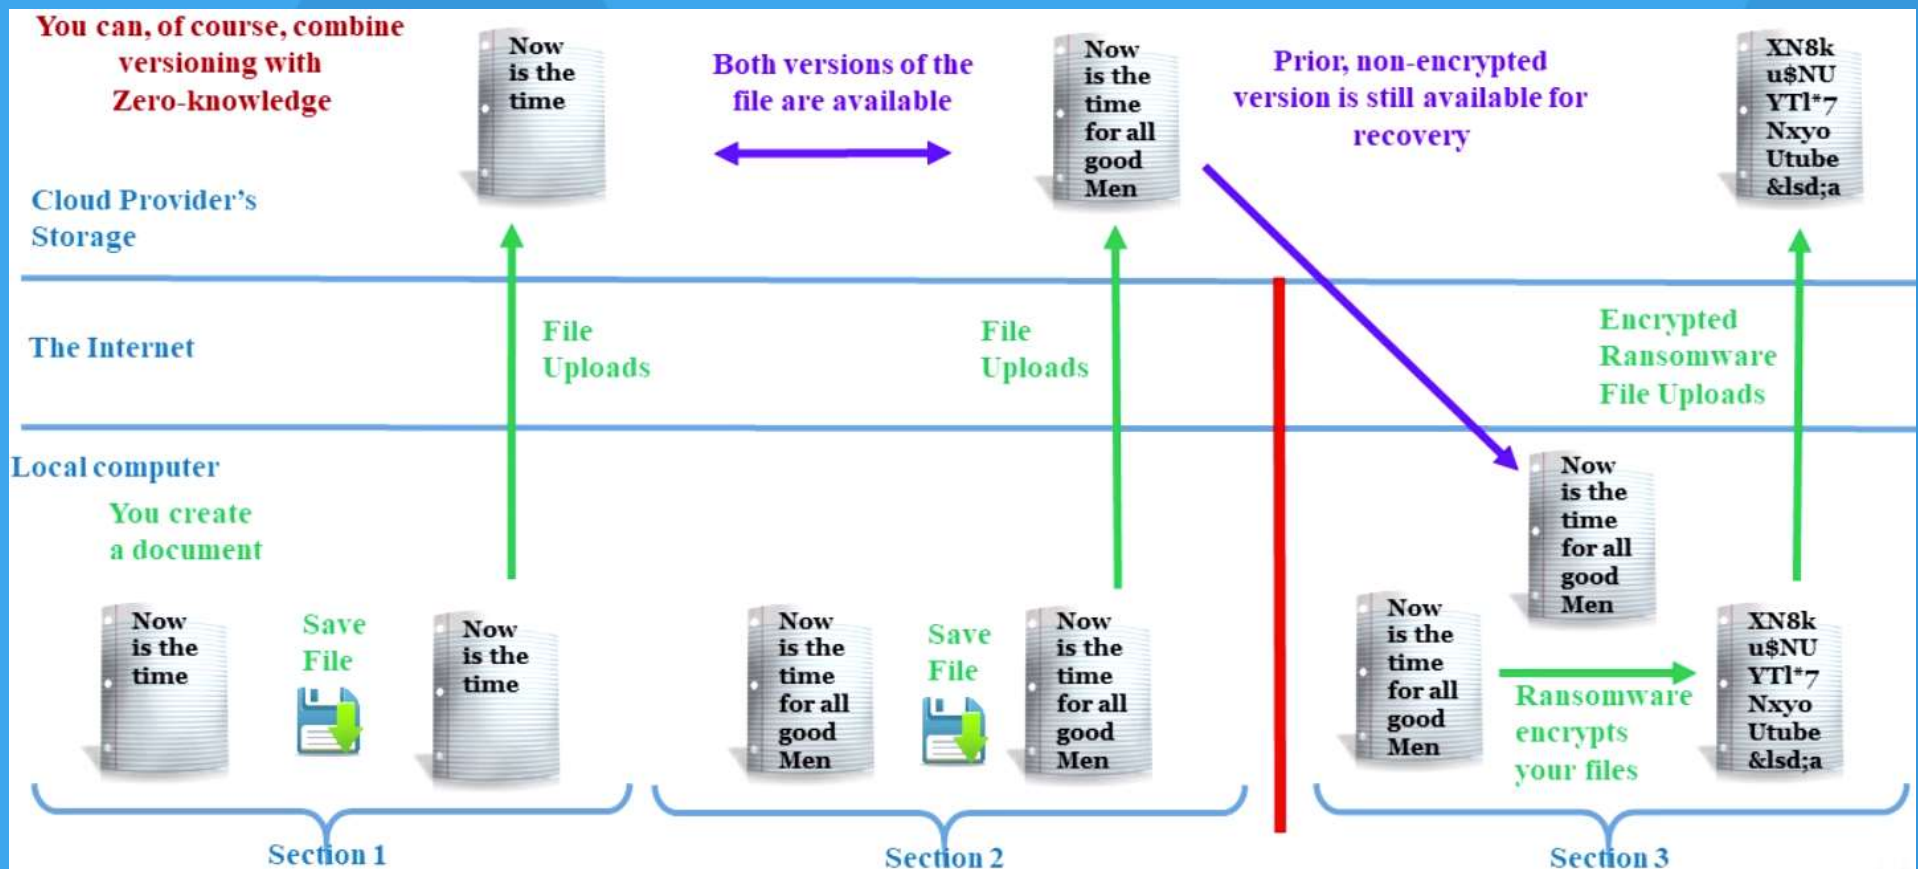 You can, of course, combine
versioning with
Zero-knowledge
Now
is the
time
Both versions of the
file are available
Now
is the
time
for all
good
Men
Prior, non-encrypted
version is still available for
recovery
XN8k
u$NU
YTl*7
Nxyo
Utube
&lsd;a
Cloud Provider's
Storage
The Internet
File
Uploads
File
Uploads
Encrypted
Ransomware
File Uploads
Local computer
You create
a document
Now
is the
time
Save
File
Now
is the
time
Now
is the
time
for all
good
Men
Save
File
Now
is the
time
for all
good
Men
Now
is the
time
for all
good
Men
Now
is the
time
for all
good
Men
Ransomware
encrypts
your files
XN8k
u$NU
YTl*7
Nxyo
Utube
&lsd;a
Section 1
Section 2
Section 3